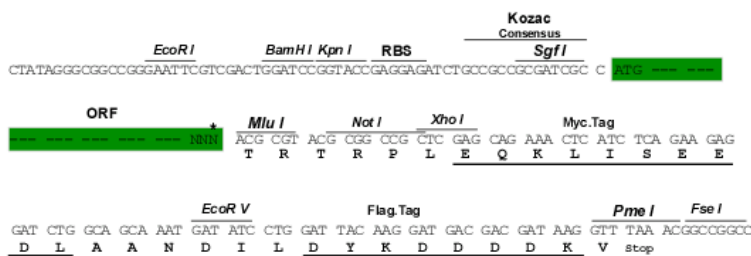 Kozac
Consensus
EcoR I BamH I Kpn I RBS Sgf I
CTATAGGGCGGCCGGGAATTCGTCGACTGGATCCGGTACCGAGGAGATCTGCCGCCGCGATCGC C ATG --- ---
ORF
*
Mlu I Not I Xho I Myc.Tag
--- --- --- --- --- --- NNN ACG CGT ACG CGG CCG CTC GAG CAG AAA CTC ATC TCA GAA GAG
T R T R P L E Q K L I S E E
EcoR V Flag.Tag Pme I Fse I
GAT CTG GCA GCA AAT GAT ATC CTG GAT TAC AAG GAT GAC GAC GAT AAG GTT TAA ACGGCCGGCC
D L A A N D I L D Y K D D D D K V Stop